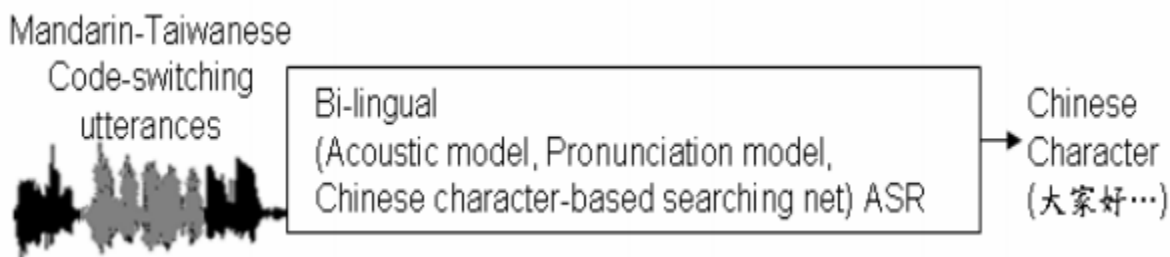 Mandarin-Taiwanese
Code-switching
utterances
Bi-lingual
(Acoustic model, Pronunciation model,
Chinese character-based searching net) ASR
Chinese
Character
(大家好…)